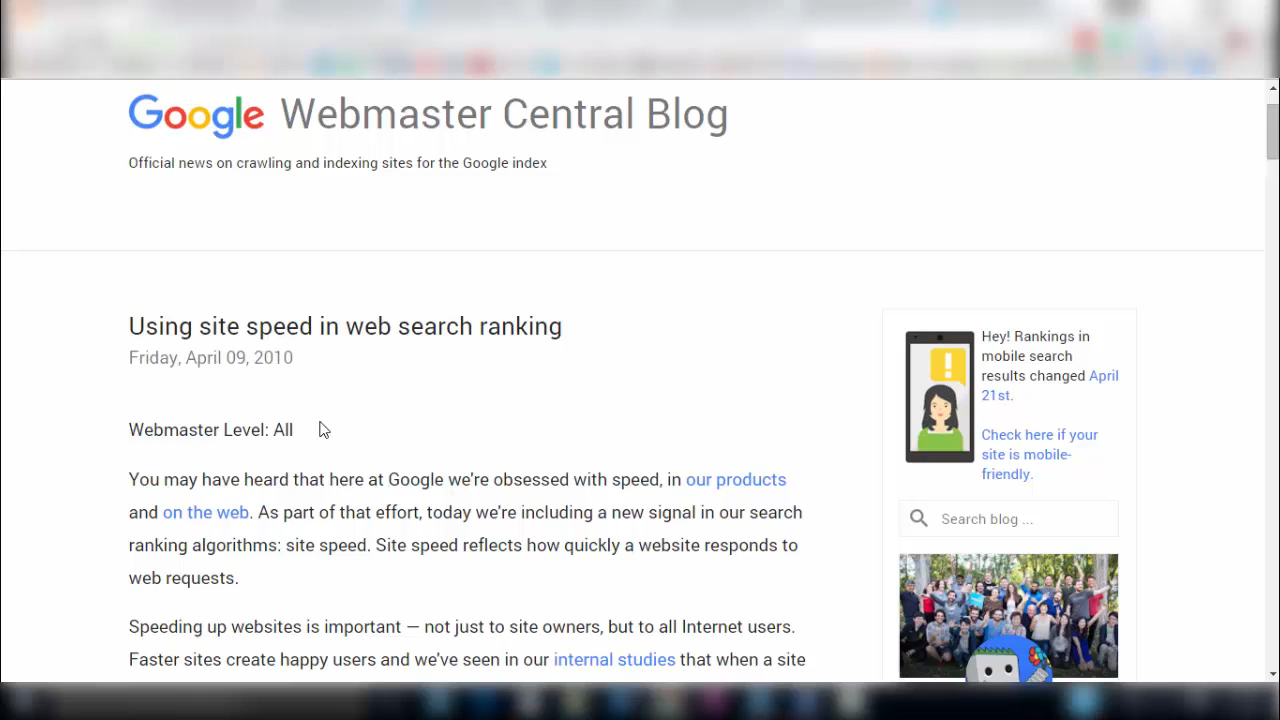 Google Webmaster Central Blog
Official news on crawling and indexing sites for the Google index
Using site speed in web search ranking
Friday, April 09, 2010
Webmaster Level: All
You may have heard that here at Google we're obsessed with speed, in our products
and on the web. As part of that effort, today we're including a new signal in our search
ranking algorithms: site speed. Site speed reflects how quickly a website responds to
web requests.
Speeding up websites is important — not just to site owners, but to all Internet users.
Faster sites create happy users and we've seen in our internal studies that when a site
Hey! Rankings in
mobile search
results changed April
21st.
Check here if your
site is mobile-
friendly.
Search blog ...